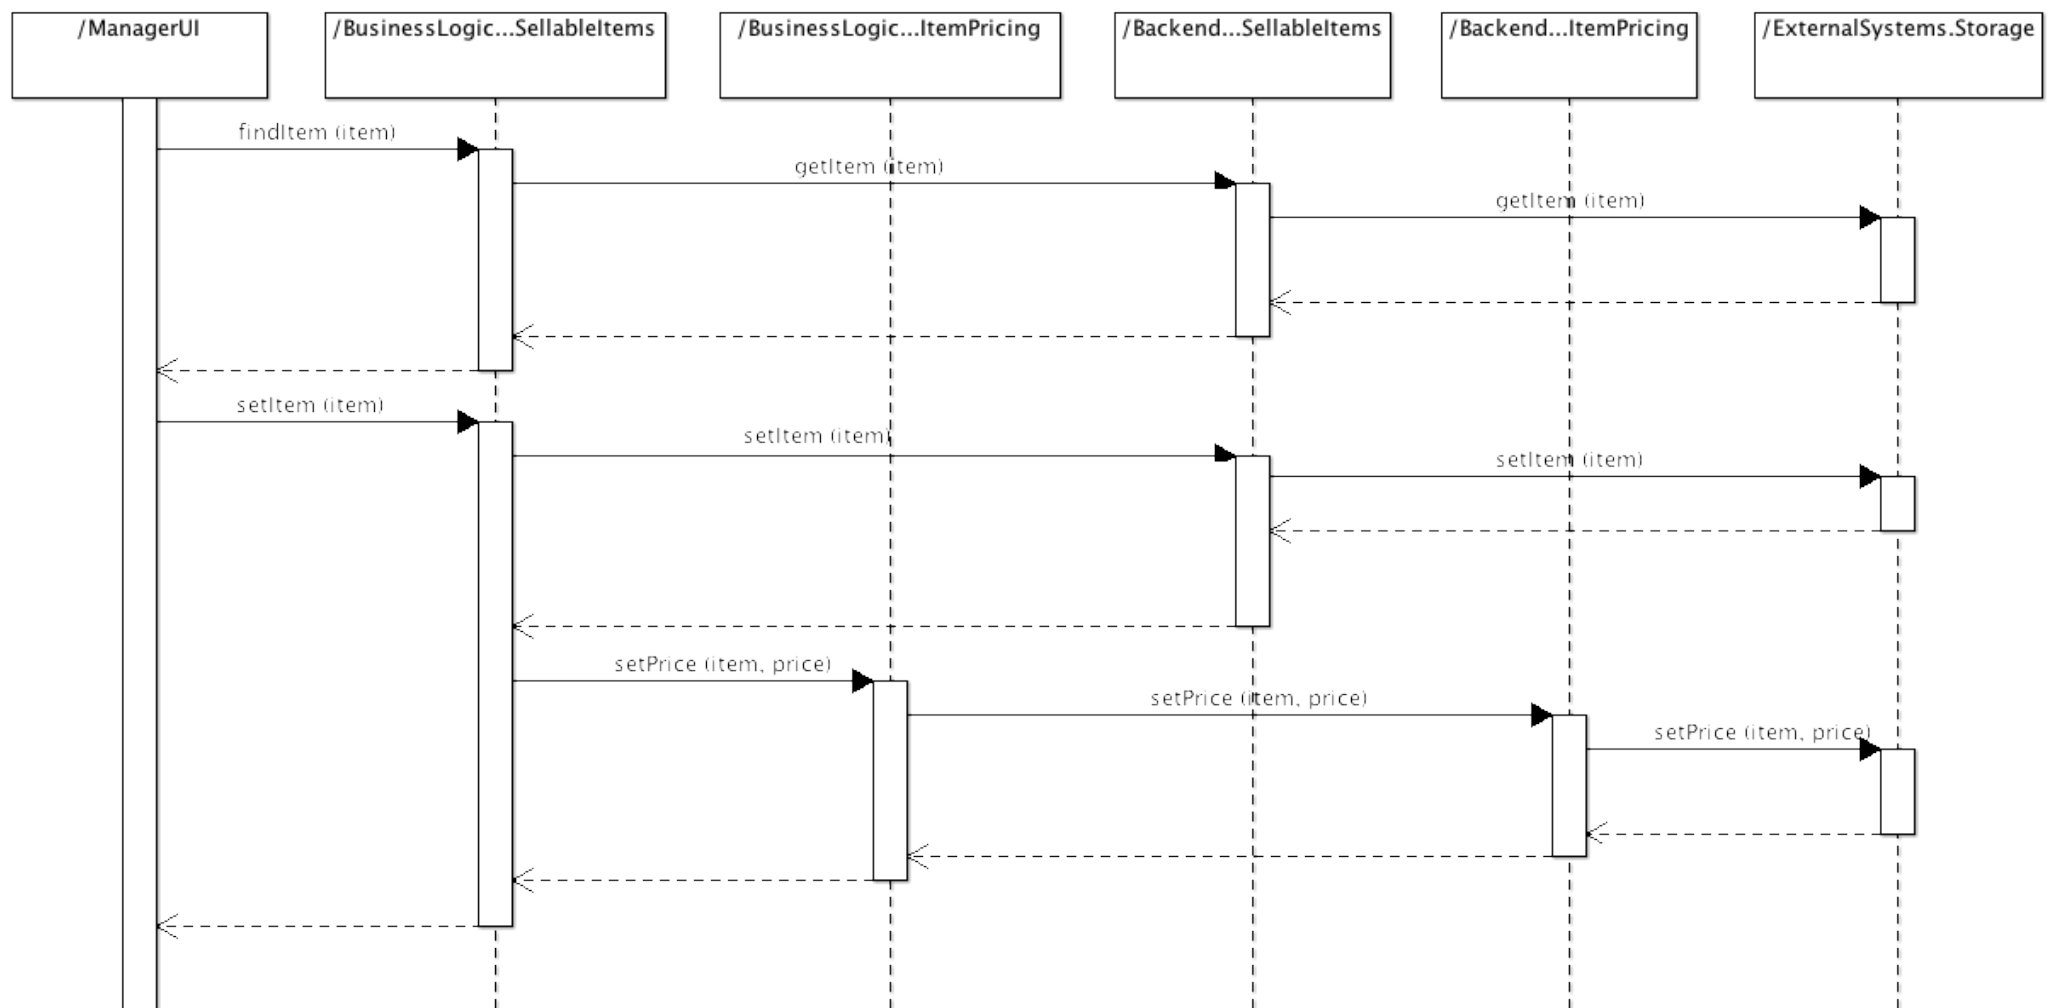 /ManagerUI
/BusinessLogic...SellableItems
/BusinessLogic...ItemPricing
/Backend...SellableItems
/Backend...ItemPricing
/ExternalSystems.Storage
findItem (item)
getItem (item)
getItem (item)
setItem (item)
setItem (item)
setItem (item)
setPrice (item, price)
setPrice (item, price)
setPrice (item, price)